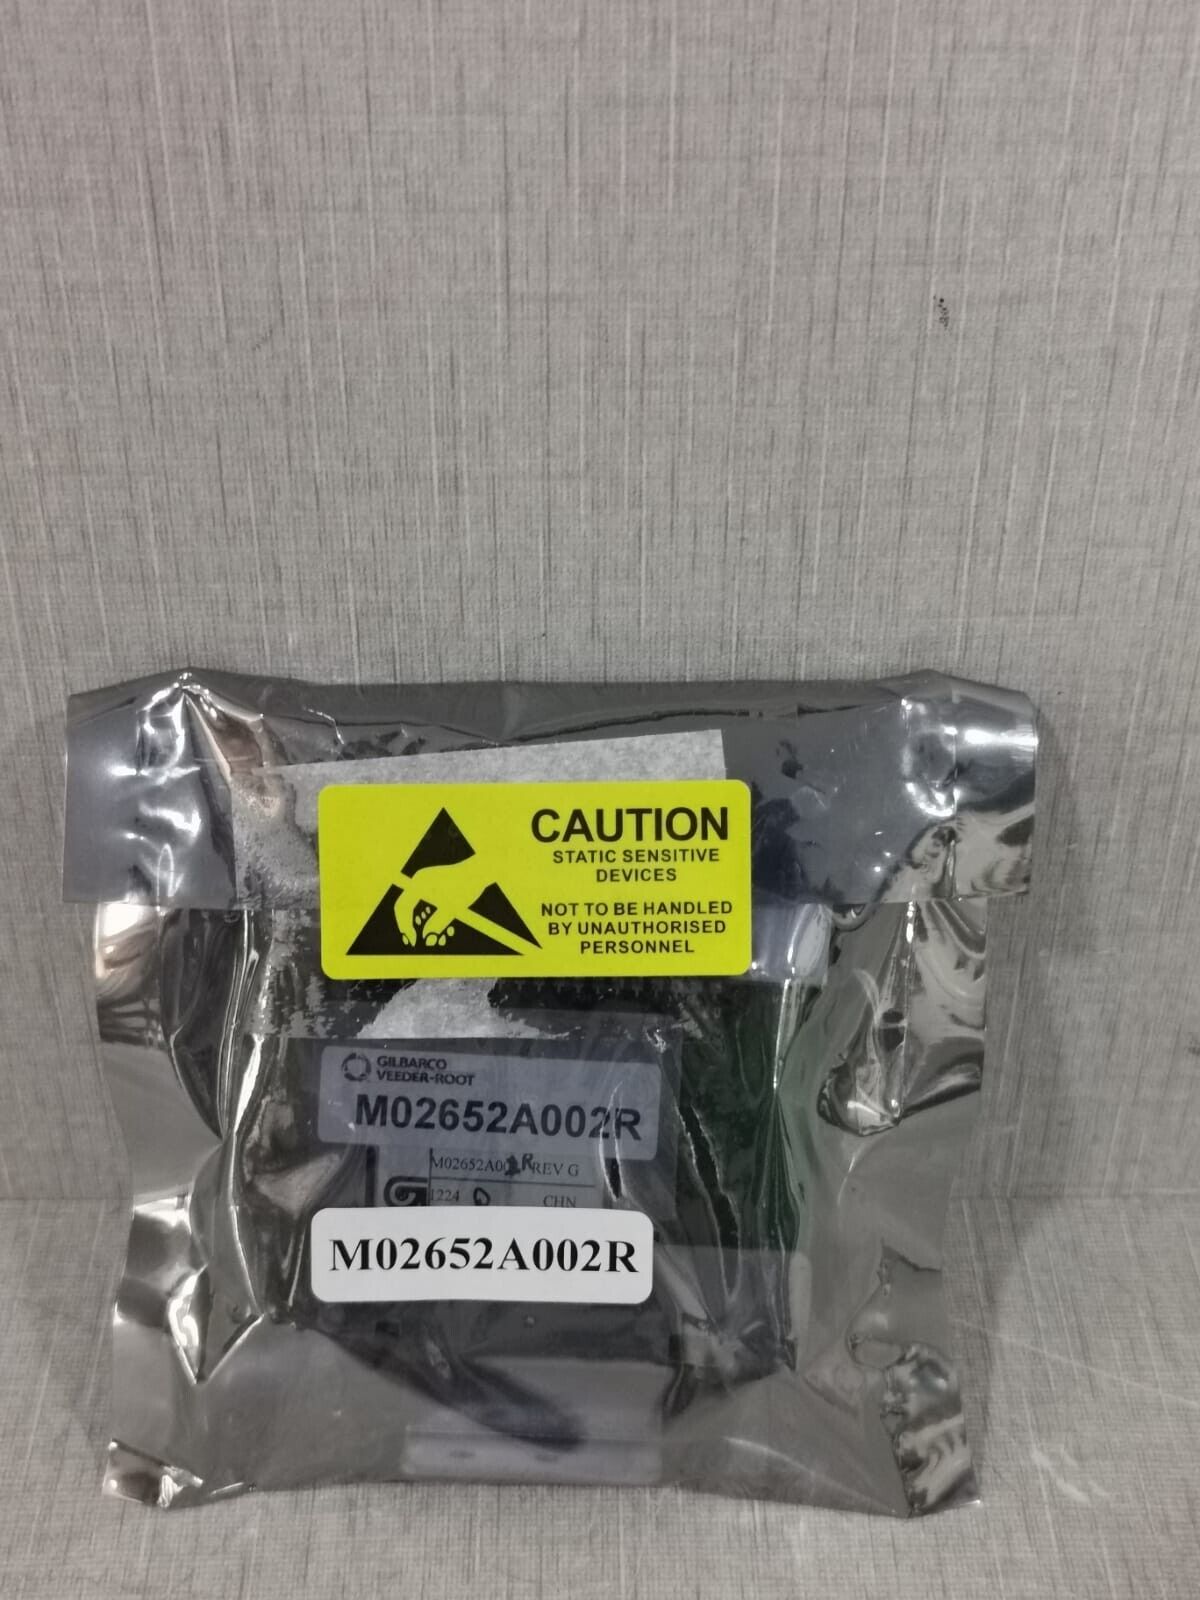 CAUTION
STATIC SENSITIVE
DEVICES
NOT TO BE HANDLED
BY UNAUTHORISED
PERSONNEL
GILBARCO
VEEDER-ROOT
M02652A002R
REV G
1224 CHN
M02652A002R